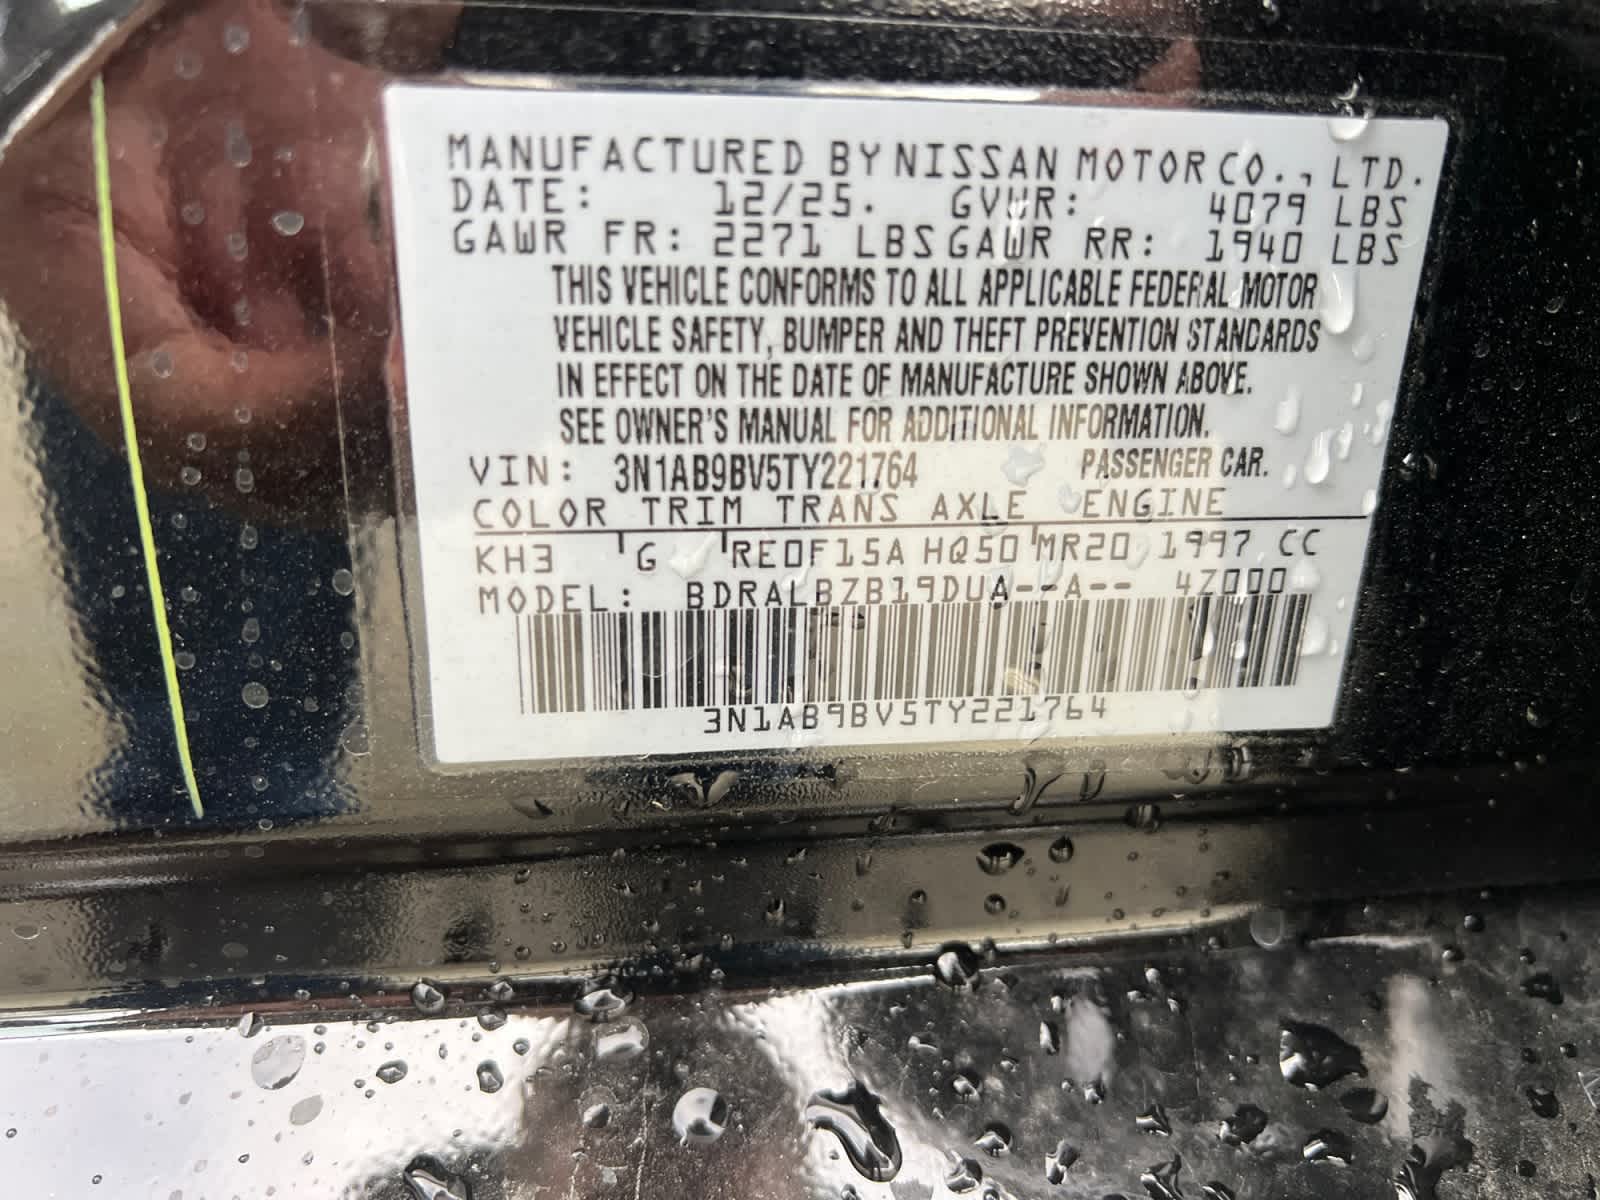 MANUFACTURED BY NISSAN MOTOR CO., LTD.
DATE: 12/25. GVWR: 4079 LBS
GAWR FR: 2271 LBS GAWR RR: 1940 LBS
THIS VEHICLE CONFORMS TO ALL APPLICABLE FEDERAL MOTOR
VEHICLE SAFETY, BUMPER AND THEFT PREVENTION STANDARDS
IN EFFECT ON THE DATE OF MANUFACTURE SHOWN ABOVE.
SEE OWNER'S MANUAL FOR ADDITIONAL INFORMATION.
VIN: 3N1AB9BV5TY221764 PASSENGER CAR.
COLOR TRIM TRANS AXLE ENGINE
KH3 G RE0F15A HQ50 MR20 1997 CC
MODEL: BDRALBZB19DUA--A-- 4Z000
3N1AB9BV5TY221764